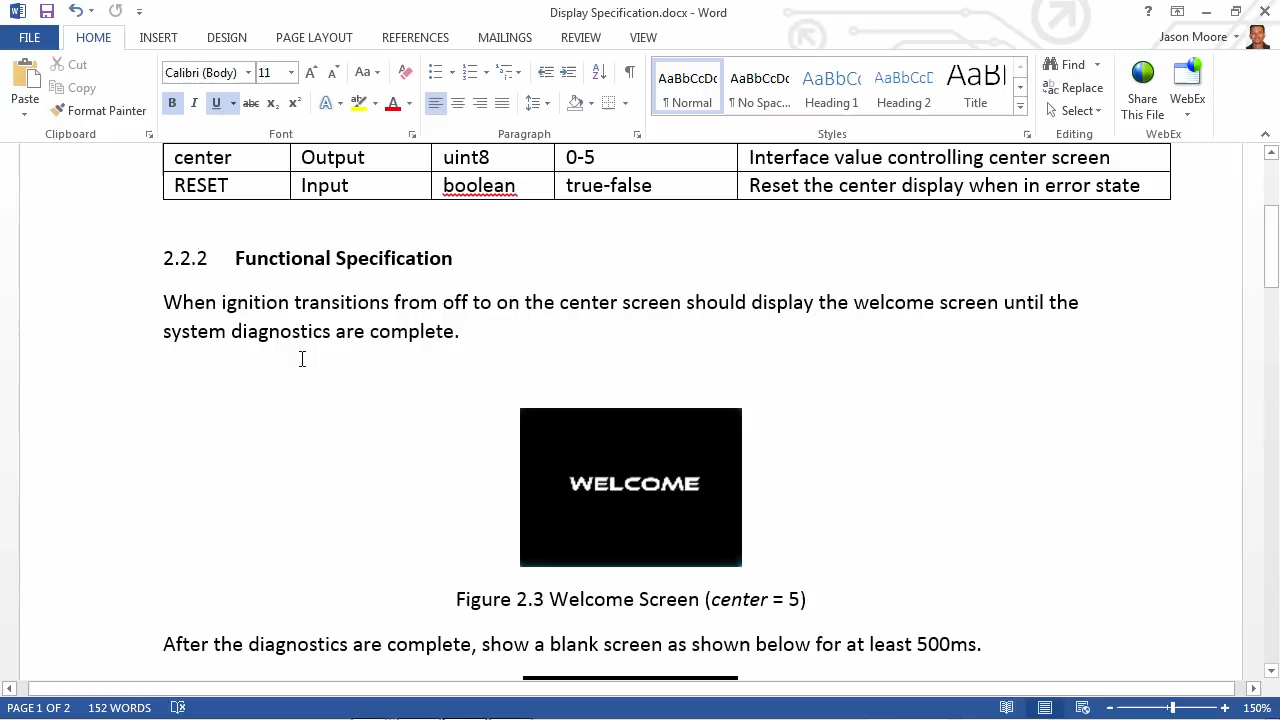 Display Specification.docx - Word
FILE HOME INSERT DESIGN PAGE LAYOUT REFERENCES MAILINGS REVIEW VIEW Jason Moore
Paste
Cut
Copy
Format Painter
Clipboard
Calibri (Body) 11
Aa
B I U abc x₂ x² A A
Font
Paragraph
AaBbCcDc AaBbCcDc AaBbCc AaBbCcD AaBl
¶ Normal ¶ No Spac... Heading 1 Heading 2 Title
Styles
Find
Replace
Select
Editing
Share This File
WebEx
WebEx
center Output uint8 0-5 Interface value controlling center screen
RESET Input boolean true-false Reset the center display when in error state
2.2.2 Functional Specification
When ignition transitions from off to on the center screen should display the welcome screen until the
system diagnostics are complete.
WELCOME
Figure 2.3 Welcome Screen (center = 5)
After the diagnostics are complete, show a blank screen as shown below for at least 500ms.
PAGE 1 OF 2 152 WORDS 150%